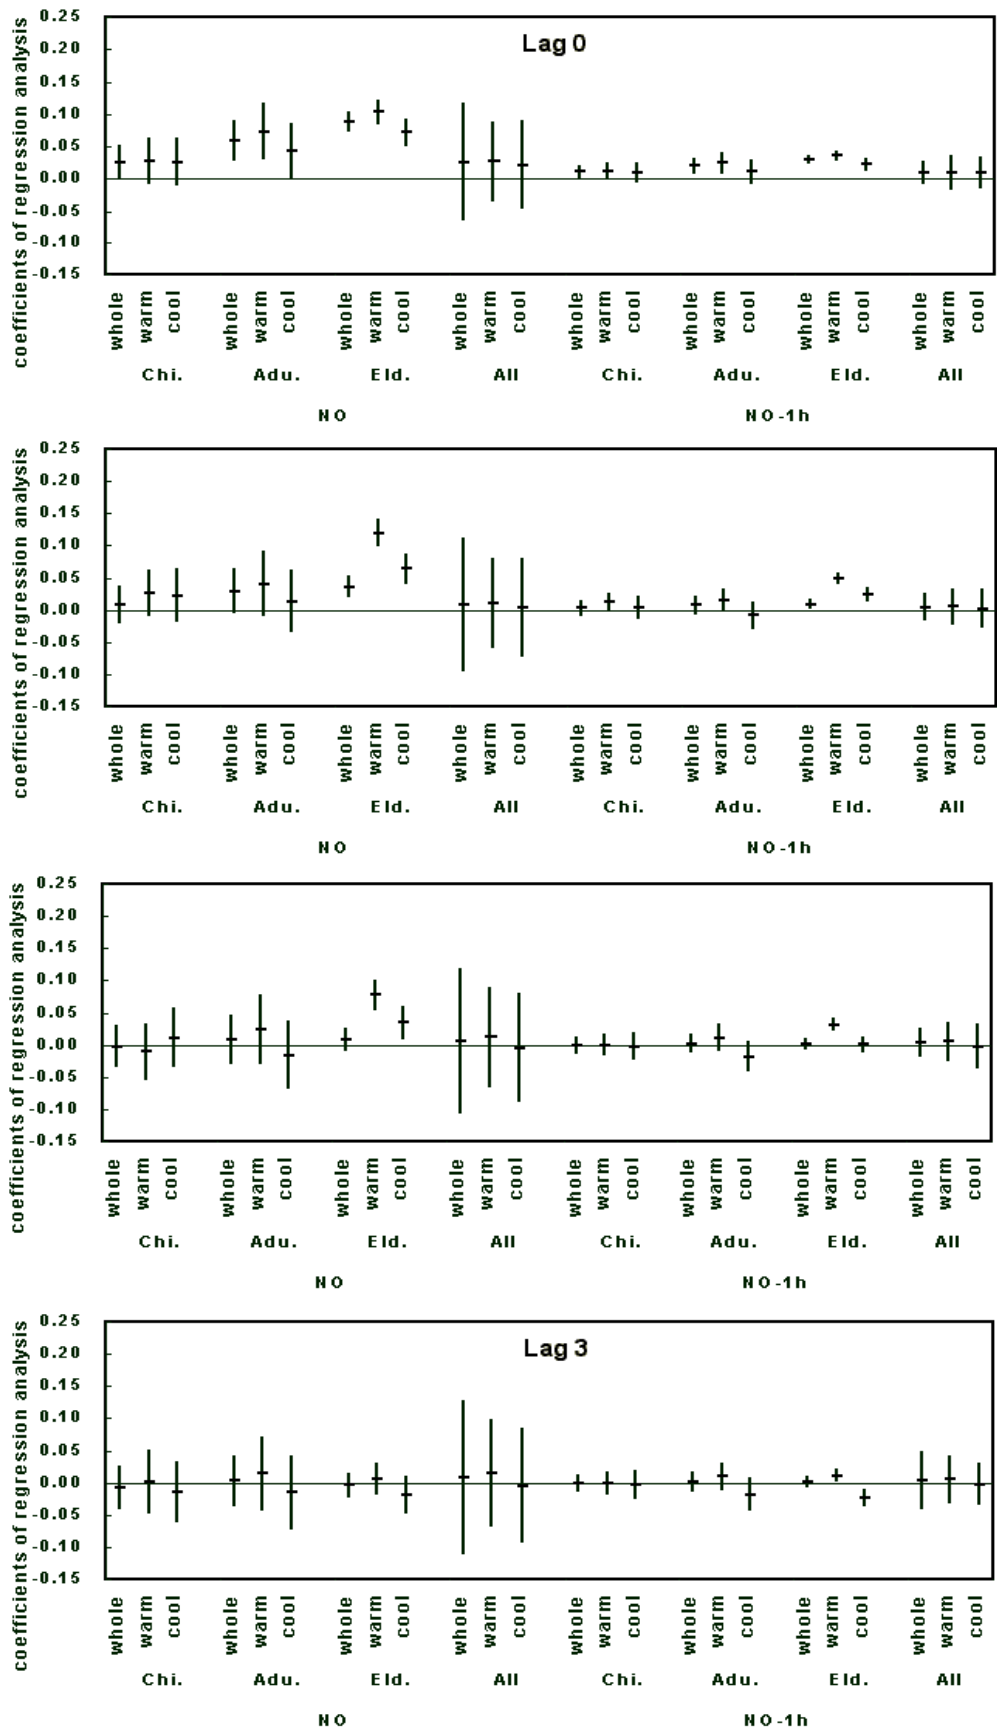 Lag 0
coefficients of regression analysis
0.25
0.20
0.15
0.10
0.05
0.00
-0.05
-0.10
-0.15
whole warm cool whole warm cool whole warm cool whole warm cool whole warm cool whole warm cool whole warm cool whole warm cool
Chi. Adu. Eld. All Chi. Adu. Eld. All
NO NO-1h
coefficients of regression analysis
0.25
0.20
0.15
0.10
0.05
0.00
-0.05
-0.10
-0.15
whole warm cool whole warm cool whole warm cool whole warm cool whole warm cool whole warm cool whole warm cool whole warm cool
Chi. Adu. Eld. All Chi. Adu. Eld. All
NO NO-1h
coefficients of regression analysis
0.25
0.20
0.15
0.10
0.05
0.00
-0.05
-0.10
-0.15
whole warm cool whole warm cool whole warm cool whole warm cool whole warm cool whole warm cool whole warm cool whole warm cool
Chi. Adu. Eld. All Chi. Adu. Eld. All
NO NO-1h
Lag 3
coefficients of regression analysis
0.25
0.20
0.15
0.10
0.05
0.00
-0.05
-0.10
-0.15
whole warm cool whole warm cool whole warm cool whole warm cool whole warm cool whole warm cool whole warm cool whole warm cool
Chi. Adu. Eld. All Chi. Adu. Eld. All
NO NO-1h